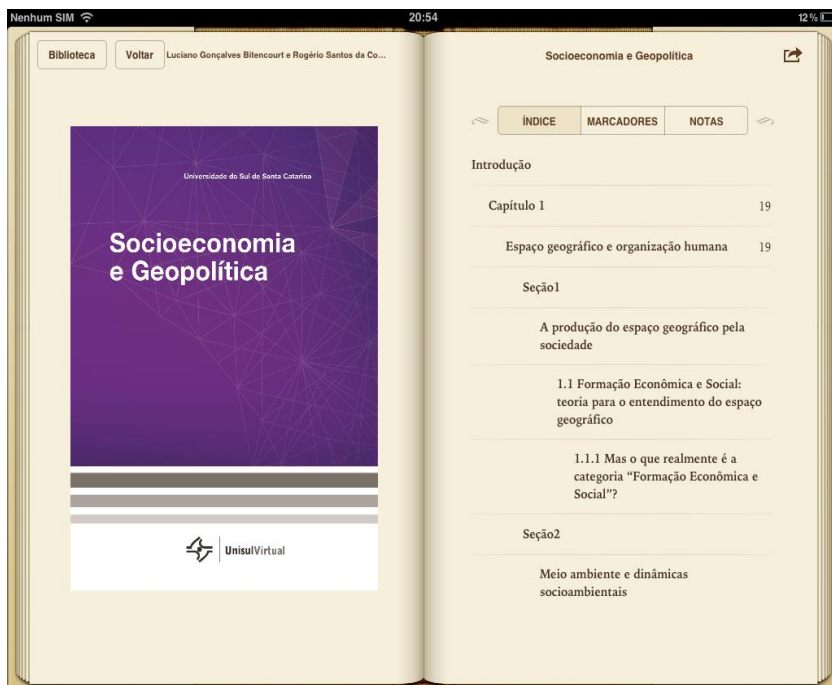 Nenhum SIM
20:54
12%
Biblioteca
Voltar
Luciano Gonçalves Bitencourt e Rogério Santos da Co...
Socioeconomia e Geopolítica
Universidade do Sul de Santa Catarina
Socioeconomia
e Geopolítica
UnisulVirtual
ÍNDICE
MARCADORES
NOTAS
Introdução
Capítulo 1 19
Espaço geográfico e organização humana 19
Seção1
A produção do espaço geográfico pela
sociedade
1.1 Formação Econômica e Social:
teoria para o entendimento do espaço
geográfico
1.1.1 Mas o que realmente é a
categoria “Formação Econômica e
Social”?
Seção2
Meio ambiente e dinâmicas
socioambientais